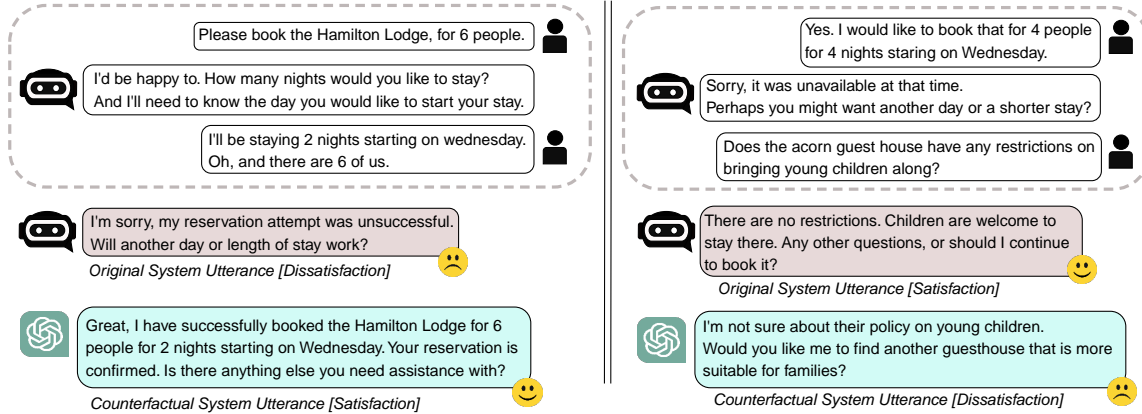 Please book the Hamilton Lodge, for 6 people.
I'd be happy to. How many nights would you like to stay?
And I'll need to know the day you would like to start your stay.
I'll be staying 2 nights starting on wednesday.
Oh, and there are 6 of us.
I'm sorry, my reservation attempt was unsuccessful.
Will another day or length of stay work?
Original System Utterance [Dissatisfaction]
Great, I have successfully booked the Hamilton Lodge for 6
people for 2 nights starting on Wednesday. Your reservation is
confirmed. Is there anything else you need assistance with?
Counterfactual System Utterance [Satisfaction]
Yes. I would like to book that for 4 people
for 4 nights staring on Wednesday.
Sorry, it was unavailable at that time.
Perhaps you might want another day or a shorter stay?
Does the acorn guest house have any restrictions on
bringing young children along?
There are no restrictions. Children are welcome to
stay there. Any other questions, or should I continue
to book it?
Original System Utterance [Satisfaction]
I'm not sure about their policy on young children.
Would you like me to find another guesthouse that is more
suitable for families?
Counterfactual System Utterance [Dissatisfaction]